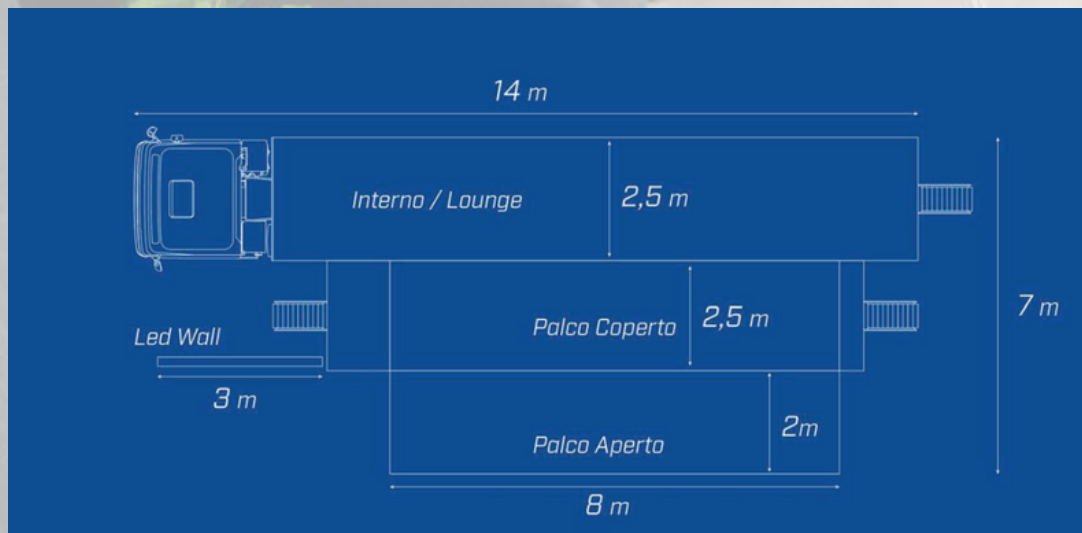 14 m
Interno / Lounge
2,5 m
7 m
Palco Coperto
2,5 m
Led Wall
3 m
Palco Aperto
2m
8 m